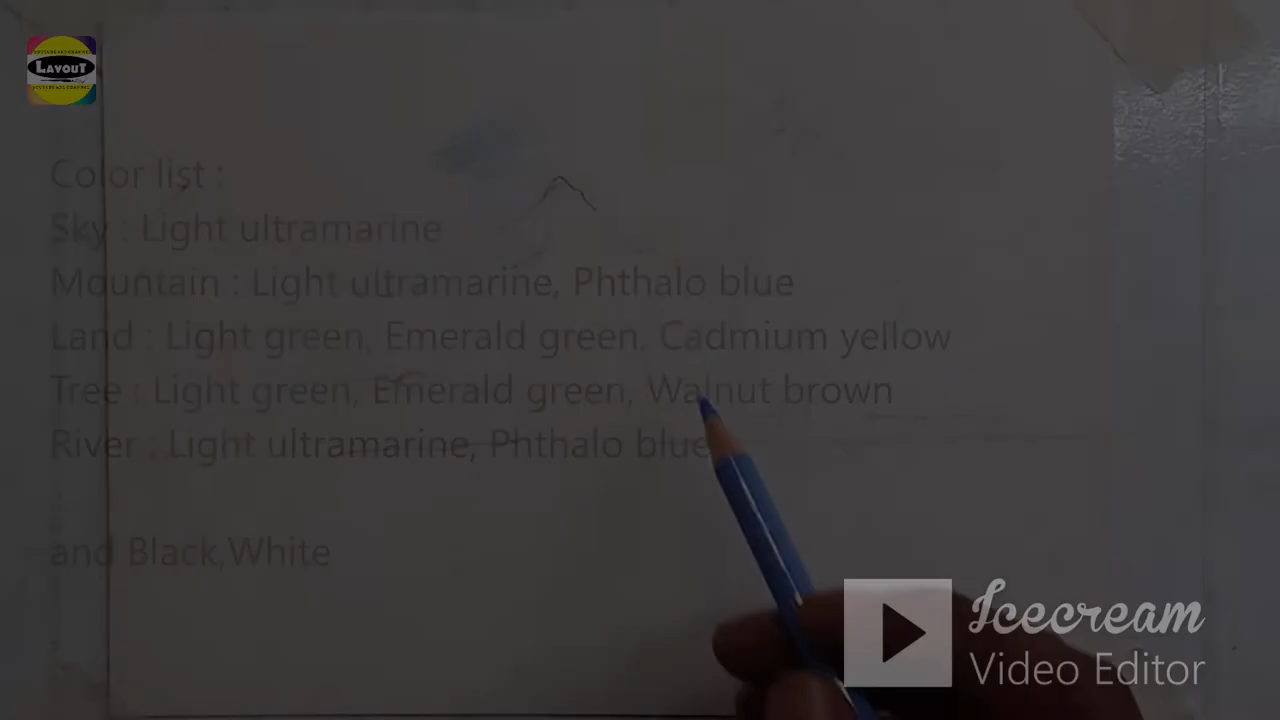 LAYOUT
Color list :
Sky : Light ultramarine
Mountain : Light ultramarine, Phthalo blue
Land : Light green, Emerald green, Cadmium yellow
Tree : Light green, Emerald green, Walnut brown
River : Light ultramarine, Phthalo blue
and Black,White
Icecream
Video Editor